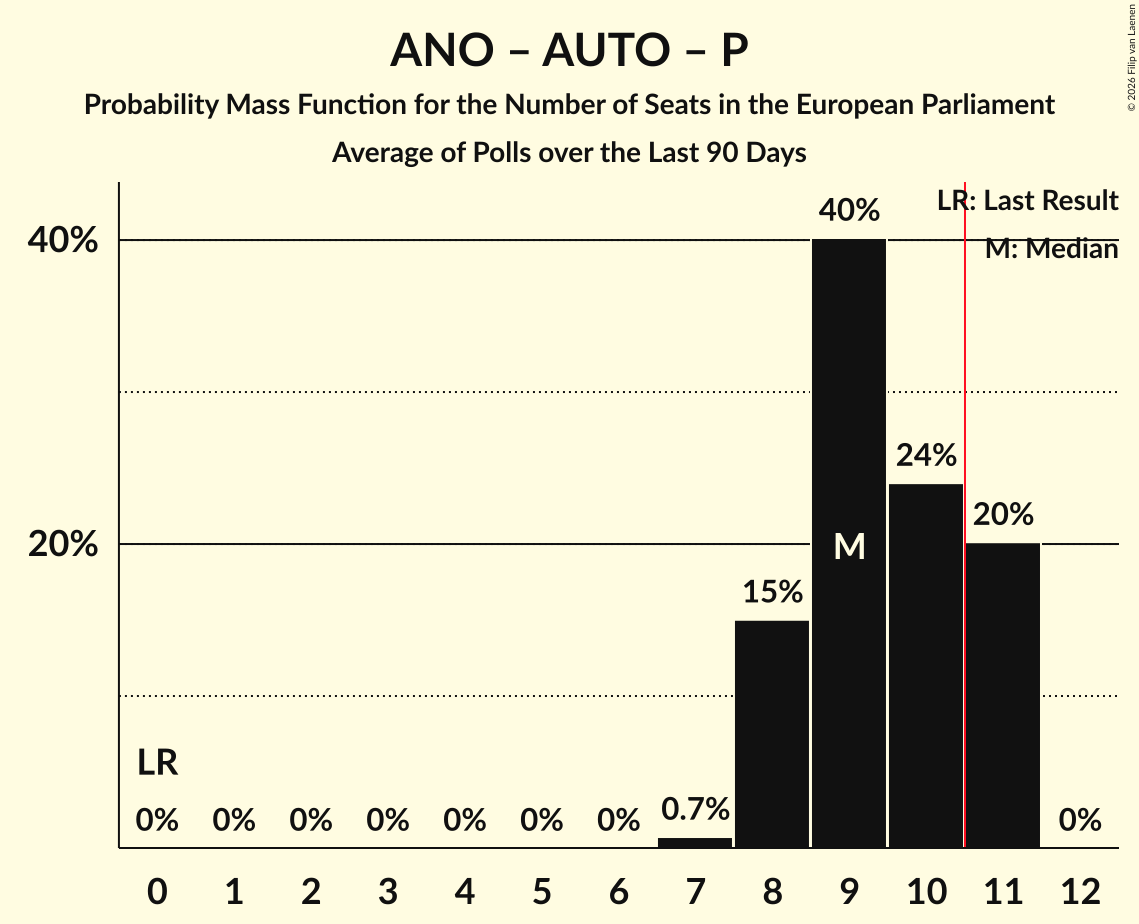 ANO – AUTO – P
Probability Mass Function for the Number of Seats in the European Parliament
Average of Polls over the Last 90 Days
© 2026 Filip van Laenen
LR: Last Result
M: Median
40%
20%
40%
24%
20%
15%
0.7%
M
LR
0% 0% 0% 0% 0% 0% 0% 0%
0 1 2 3 4 5 6 7 8 9 10 11 12